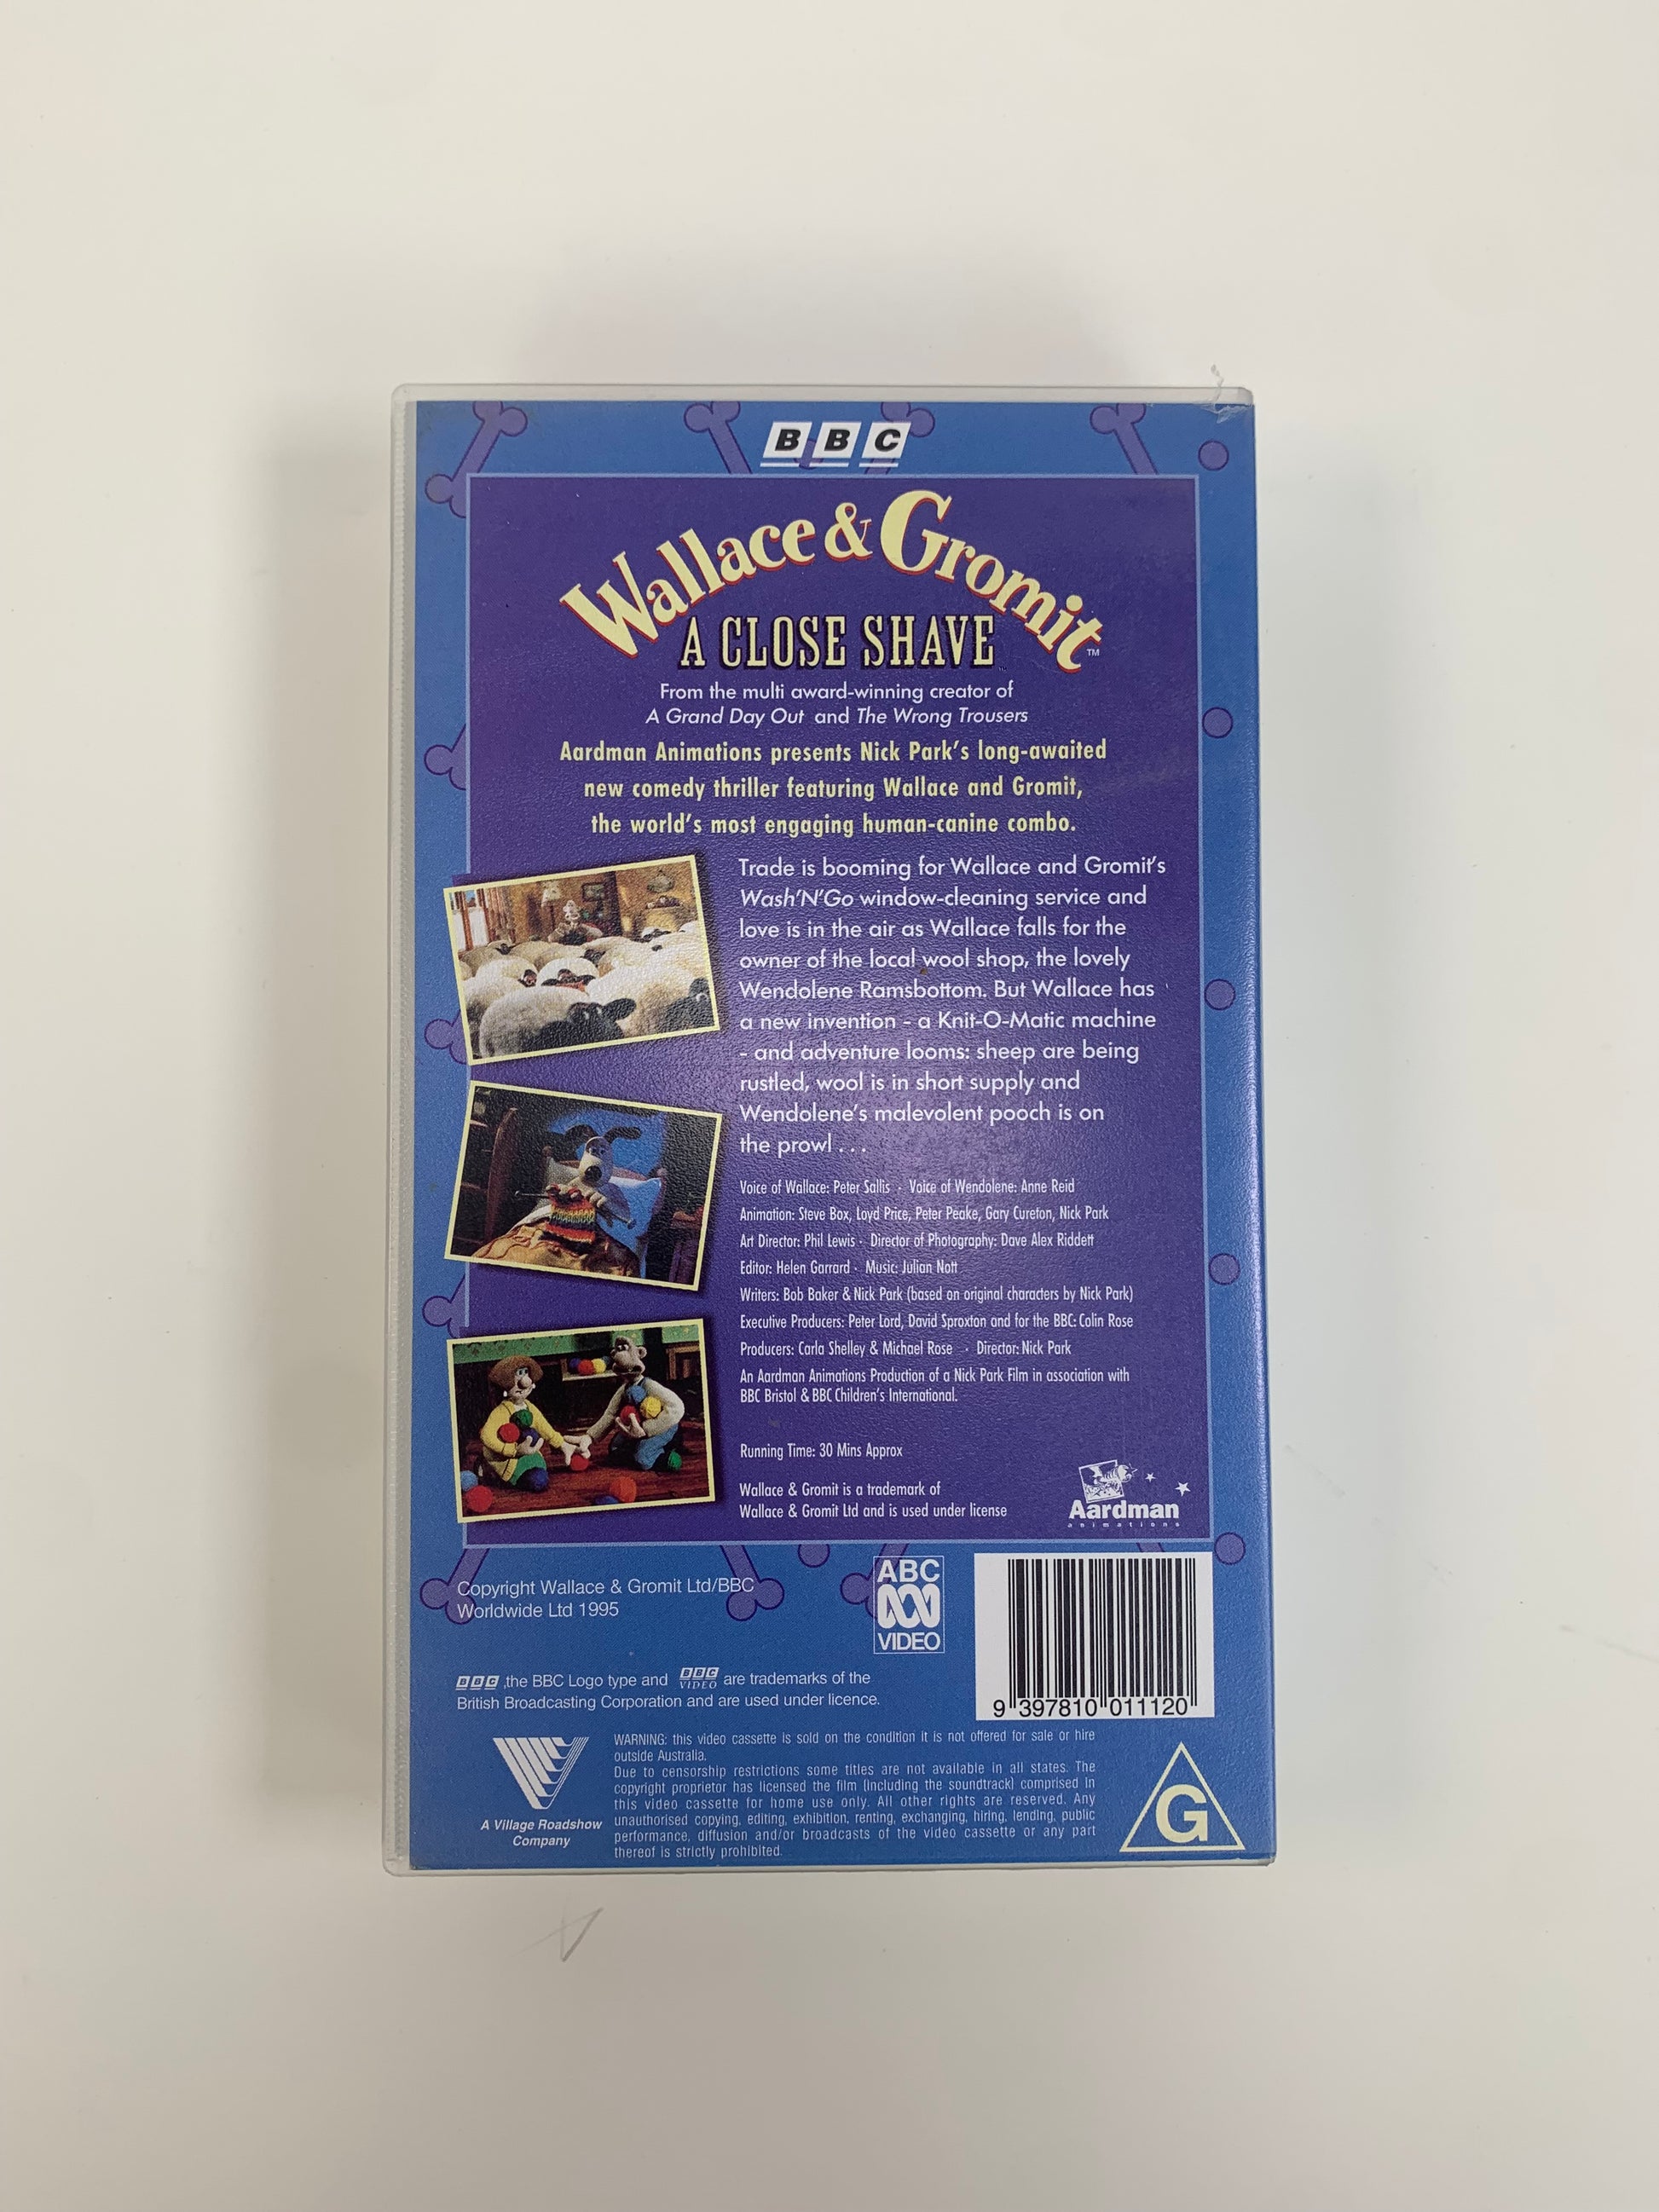 BBC
Wallace & Gromit™
A CLOSE SHAVE
From the multi award-winning creator of
A Grand Day Out and The Wrong Trousers
Aardman Animations presents Nick Park's long-awaited
new comedy thriller featuring Wallace and Gromit,
the world's most engaging human-canine combo.
Trade is booming for Wallace and Gromit's
Wash'N'Go window-cleaning service and
love is in the air as Wallace falls for the
owner of the local wool shop, the lovely
Wendolene Ramsbottom. But Wallace has
a new invention - a Knit-O-Matic machine
- and adventure looms: sheep are being
rustled, wool is in short supply and
Wendolene's malevolent pooch is on
the prowl . . .
Voice of Wallace: Peter Sallis · Voice of Wendolene: Anne Reid
Animation: Steve Box, Loyd Price, Peter Peake, Gary Cureton, Nick Park
Art Director: Phil Lewis · Director of Photography: Dave Alex Riddett
Editor: Helen Garrard · Music: Julian Nott
Writers: Bob Baker & Nick Park (based on original characters by Nick Park)
Executive Producers: Peter Lord, David Sproxton and for the BBC: Colin Rose
Producers: Carla Shelley & Michael Rose · Director: Nick Park
An Aardman Animations Production of a Nick Park Film in association with
BBC Bristol & BBC Children's International.
Running Time: 30 Mins Approx
Wallace & Gromit is a trademark of
Wallace & Gromit Ltd and is used under license
Aardman
animations
Copyright Wallace & Gromit Ltd/BBC
Worldwide Ltd 1995
ABC
VIDEO
9 397810 011120
BBC ,the BBC Logo type and BBC VIDEO are trademarks of the
British Broadcasting Corporation and are used under licence.
A Village Roadshow
Company
WARNING: this video cassette is sold on the condition it is not offered for sale or hire
outside Australia.
Due to censorship restrictions some titles are not available in all states. The
copyright proprietor has licensed the film (including the soundtrack) comprised in
this video cassette for home use only. All other rights are reserved. Any
unauthorised copying, editing, exhibition, renting, exchanging, hiring, lending, public
performance, diffusion and/or broadcasts of the video cassette or any part
thereof is strictly prohibited.
G